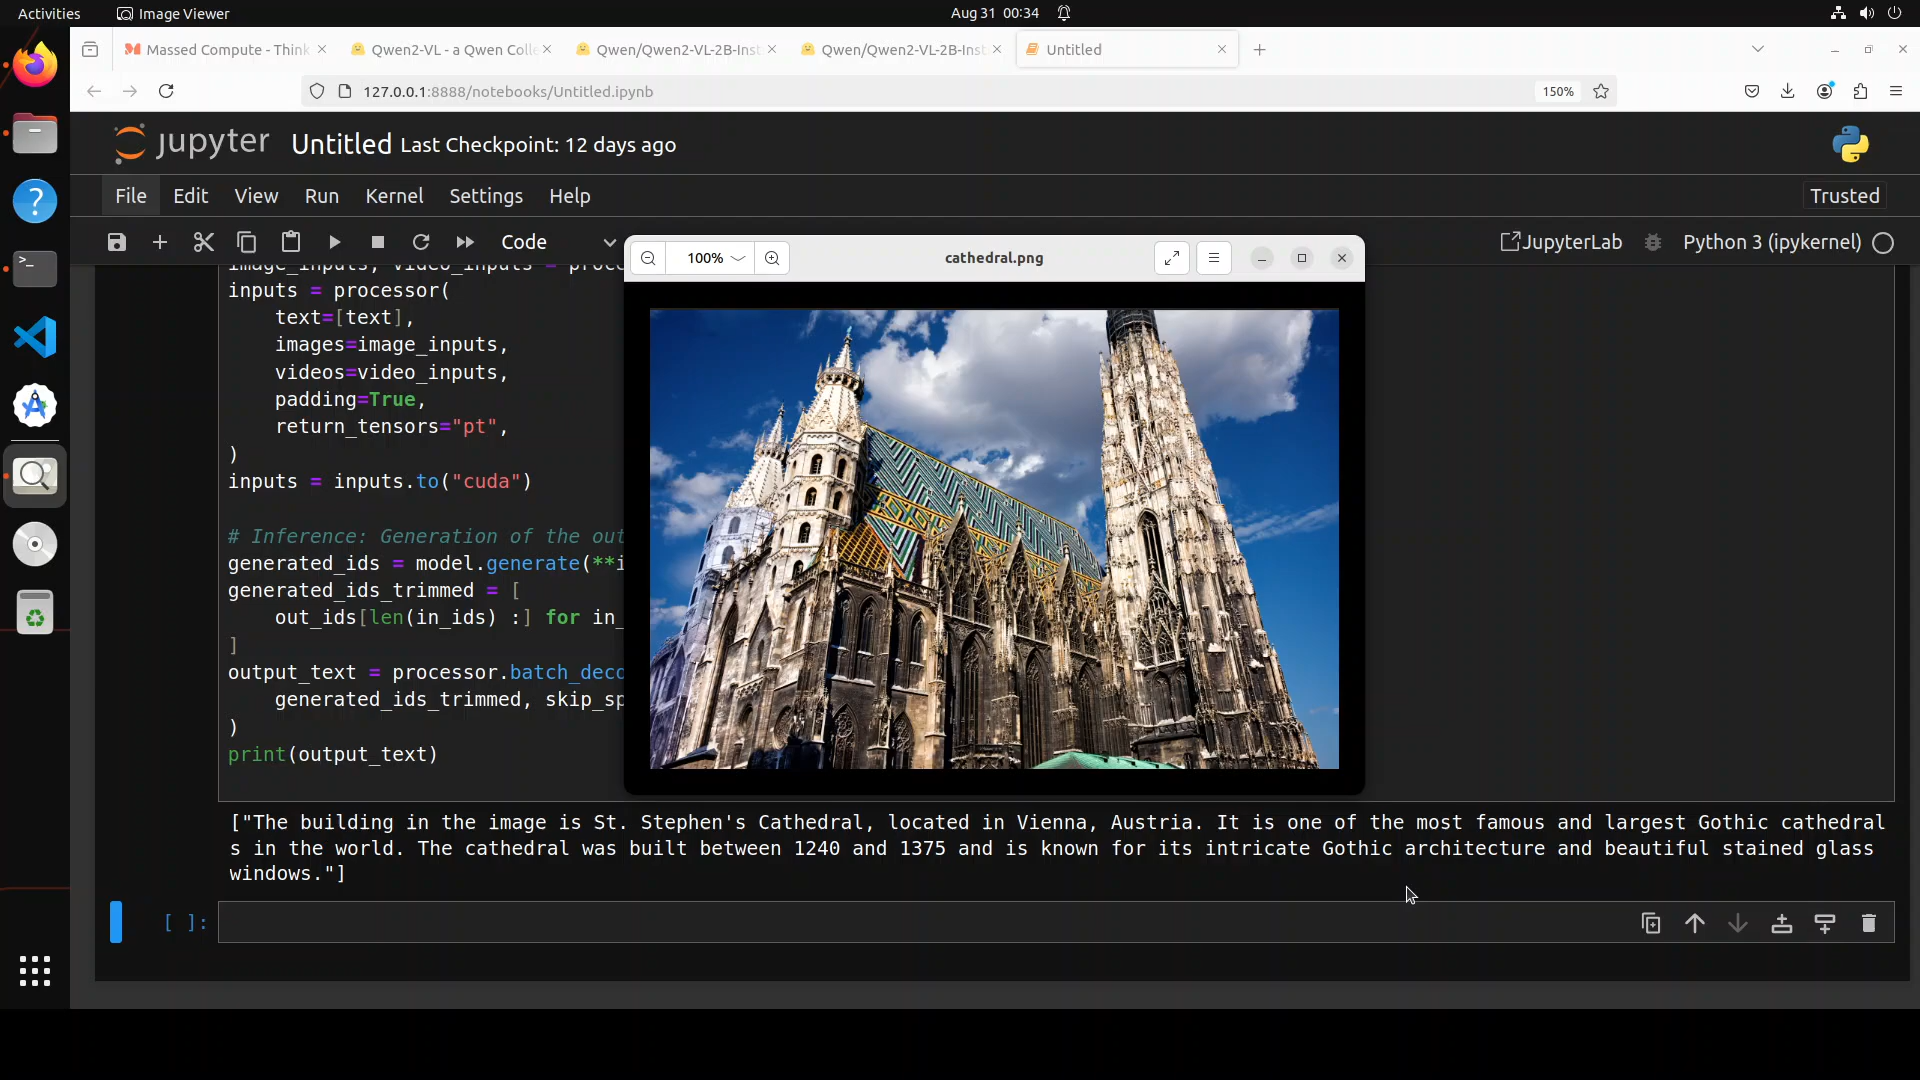 Activities
Image Viewer
Aug 31 00:34
Massed Compute - Think
Qwen2-VL - a Qwen Colle
Qwen/Qwen2-VL-2B-Inst
Qwen/Qwen2-VL-2B-Inst
Untitled
127.0.0.1:8888/notebooks/Untitled.ipynb
150%
jupyter
Untitled Last Checkpoint: 12 days ago
File Edit View Run Kernel Settings Help
Trusted
Code
JupyterLab
Python 3 (ipykernel)
100%
cathedral.png
image_inputs, video_inputs = proce
inputs = processor(
    text=[text],
    images=image_inputs,
    videos=video_inputs,
    padding=True,
    return_tensors="pt",
)
inputs = inputs.to("cuda")
# Inference: Generation of the out
generated_ids = model.generate(**i
generated_ids_trimmed = [
    out_ids[len(in_ids) :] for in_
]
output_text = processor.batch_deco
    generated_ids_trimmed, skip_sp
)
print(output_text)
["The building in the image is St. Stephen's Cathedral, located in Vienna, Austria. It is one of the most famous and largest Gothic cathedral
s in the world. The cathedral was built between 1240 and 1375 and is known for its intricate Gothic architecture and beautiful stained glass
windows."]
[ ]: